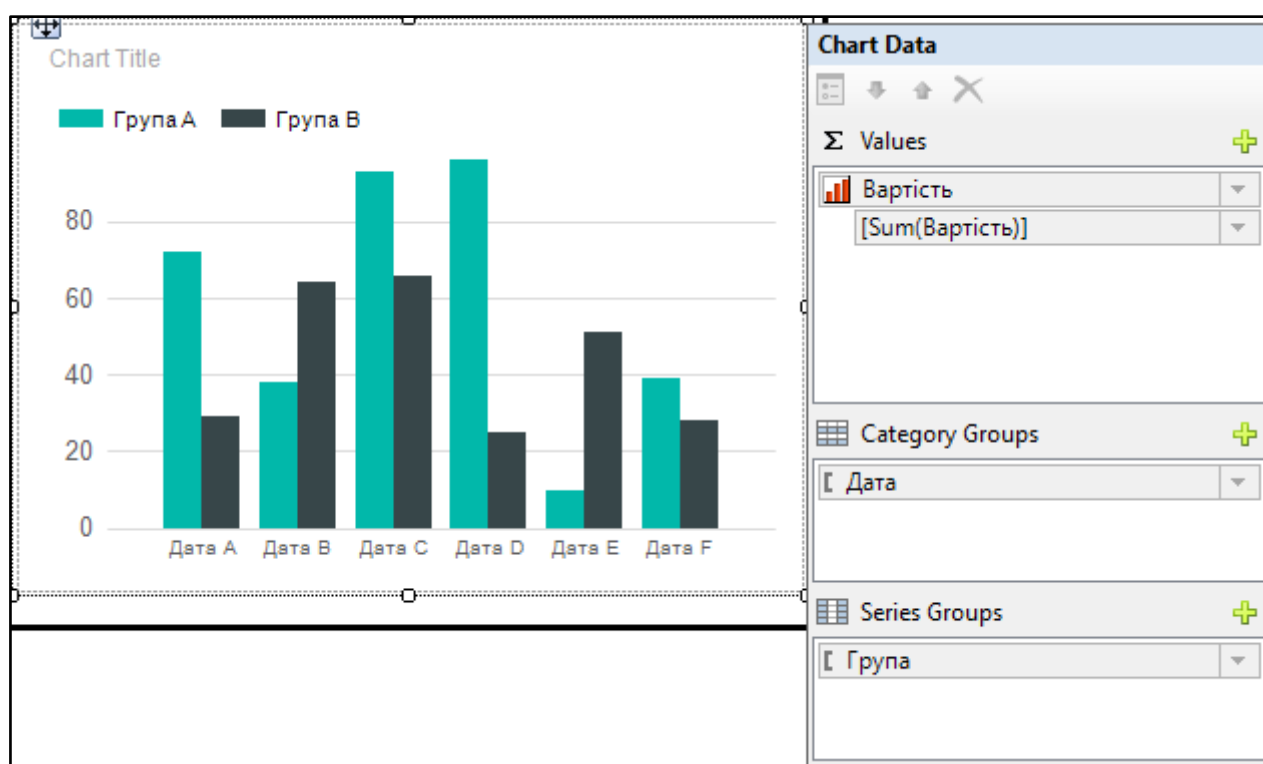 Chart Title
Група A Група B
80
60
40
20
0
Дата A Дата B Дата C Дата D Дата E Дата F
Chart Data
Σ Values
Вартість
[Sum(Вартість)]
Category Groups
Дата
Series Groups
Група